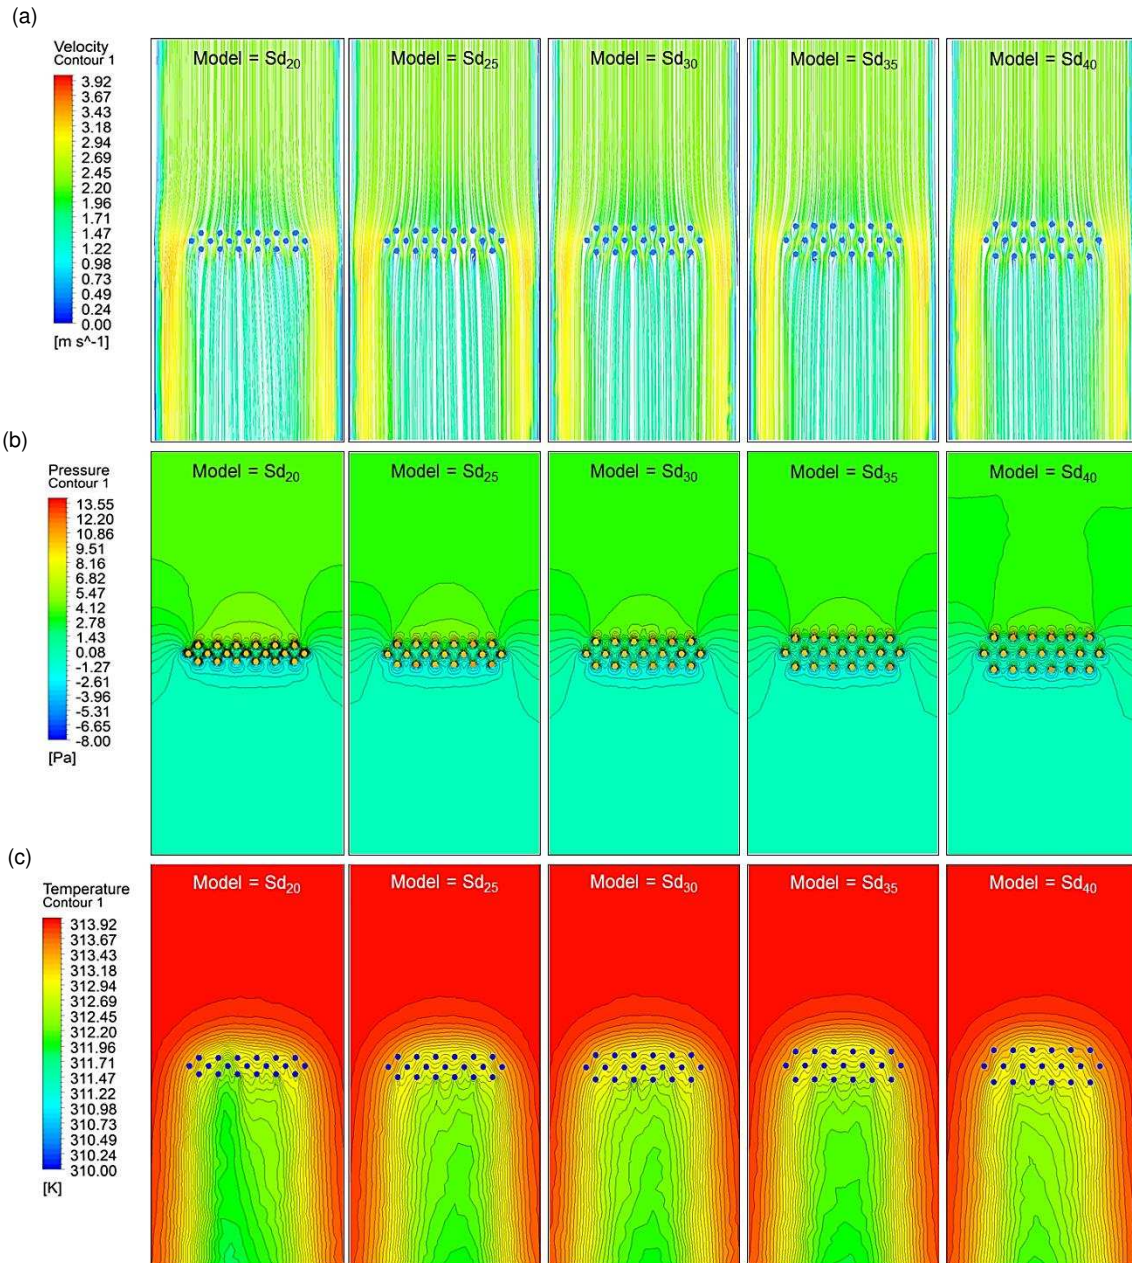 (a)
Velocity
Contour 1
3.92
3.67
3.43
3.18
2.94
2.69
2.45
2.20
1.96
1.71
1.47
1.22
0.98
0.73
0.49
0.24
0.00
[m s^-1]
Model = Sd20
Model = Sd25
Model = Sd30
Model = Sd35
Model = Sd40
(b)
Pressure
Contour 1
13.55
12.20
10.86
9.51
8.16
6.82
5.47
4.12
2.78
1.43
0.08
-1.27
-2.61
-3.96
-5.31
-6.65
-8.00
[Pa]
Model = Sd20
Model = Sd25
Model = Sd30
Model = Sd35
Model = Sd40
(c)
Temperature
Contour 1
313.92
313.67
313.43
313.18
312.94
312.69
312.45
312.20
311.96
311.71
311.47
311.22
310.98
310.73
310.49
310.24
310.00
[K]
Model = Sd20
Model = Sd25
Model = Sd30
Model = Sd35
Model = Sd40